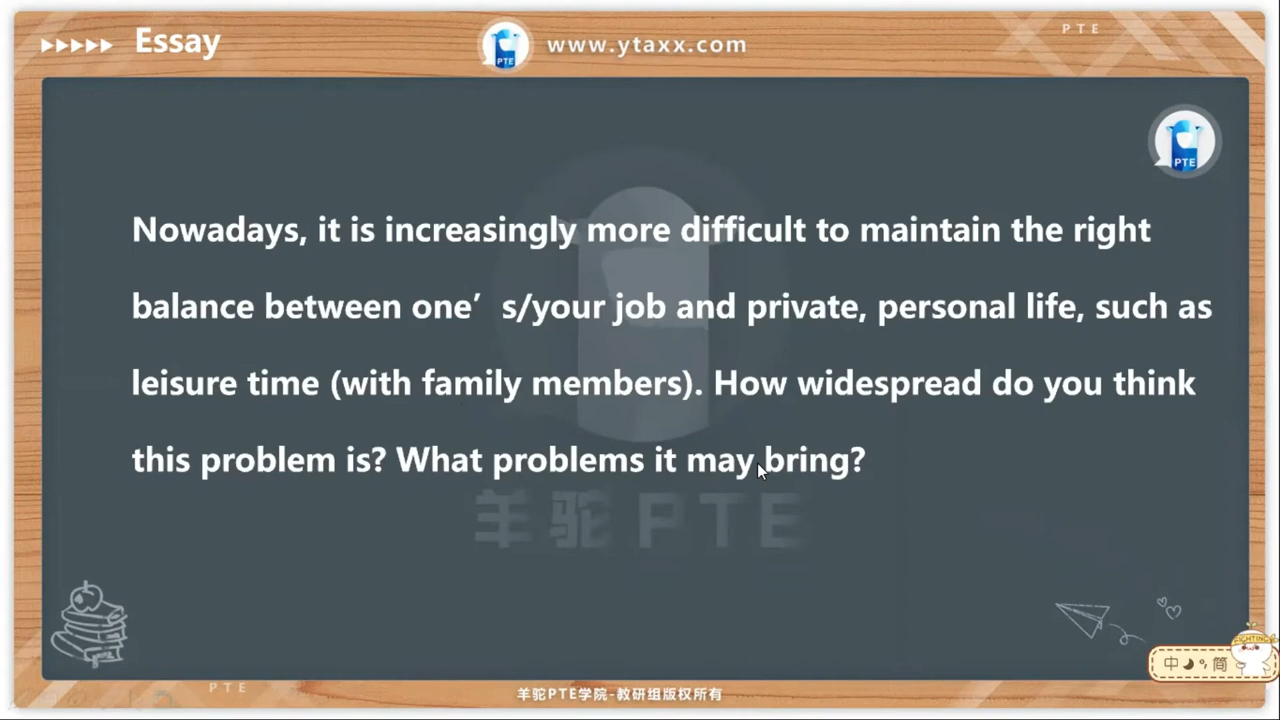 Essay
PTE
www.ytaxx.com
PTE
PTE
Nowadays, it is increasingly more difficult to maintain the right
balance between one’ s/your job and private, personal life, such as
leisure time (with family members). How widespread do you think
this problem is? What problems it may bring?
羊驼PTE
FIGHTING
中 简
PTE
羊驼PTE学院-教研组版权所有